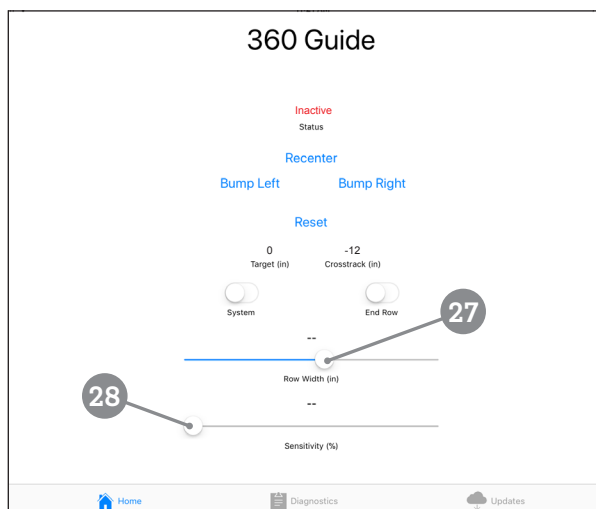 360 Guide
Inactive
Status
Recenter
Bump Left Bump Right
Reset
0 -12
Target (in) Crosstrack (in)
System End Row
27
--
Row Width (in)
28
--
Sensitivity (%)
Home Diagnostics Updates